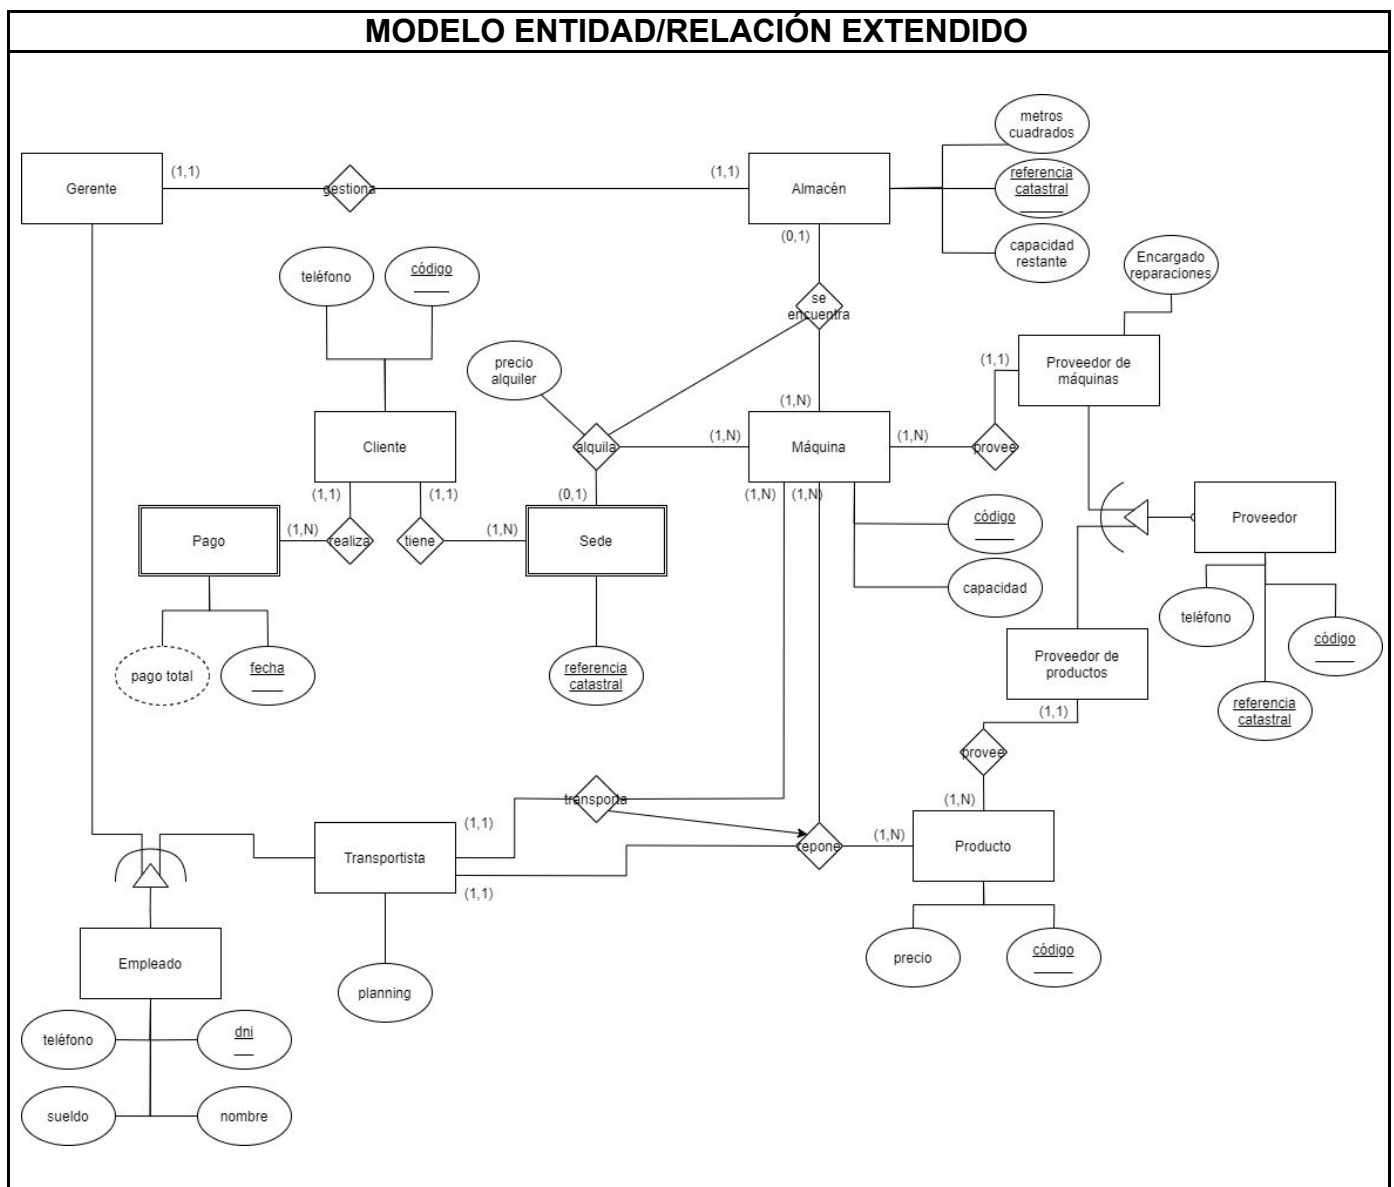 MODELO ENTIDAD/RELACIÓN EXTENDIDO
metros
cuadrados
Gerente
(1,1)
gestiona
(1,1)
Almacén
referencia
catastral
(0,1)
capacidad
restante
Encargado
reparaciones
teléfono
código
se
encuentra
precio
alquiler
(1,1)
Proveedor de
máquinas
(1,N)
Cliente
alquila
(1,N)
Máquina
(1,N)
provee
(1,1)
(1,1)
(0,1)
(1,N)
(1,N)
Pago
(1,N)
realiza
tiene
(1,N)
Sede
código
Proveedor
capacidad
teléfono
código
pago total
fecha
referencia
catastral
Proveedor de
productos
referencia
catastral
(1,1)
provee
transporta
(1,N)
(1,1)
Transportista
(1,1)
repone
(1,N)
Producto
precio
código
Empleado
planning
teléfono
dni
sueldo
nombre